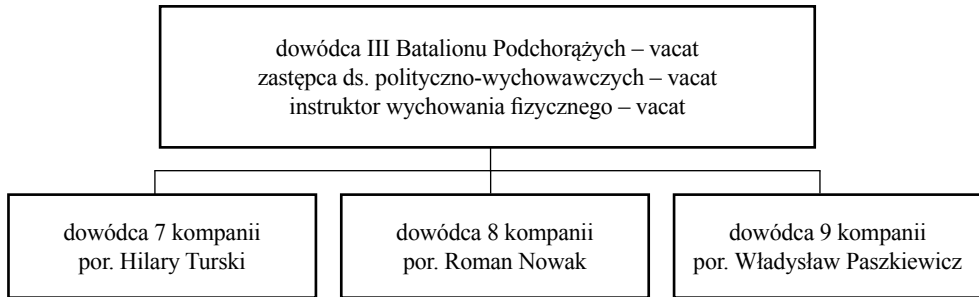 dowódca III Batalionu Podchorążych – vacat
zastępca ds. polityczno-wychowawczych – vacat
instruktor wychowania fizycznego – vacat
dowódca 7 kompanii
por. Hilary Turski
dowódca 8 kompanii
por. Roman Nowak
dowódca 9 kompanii
por. Władysław Paszkiewicz